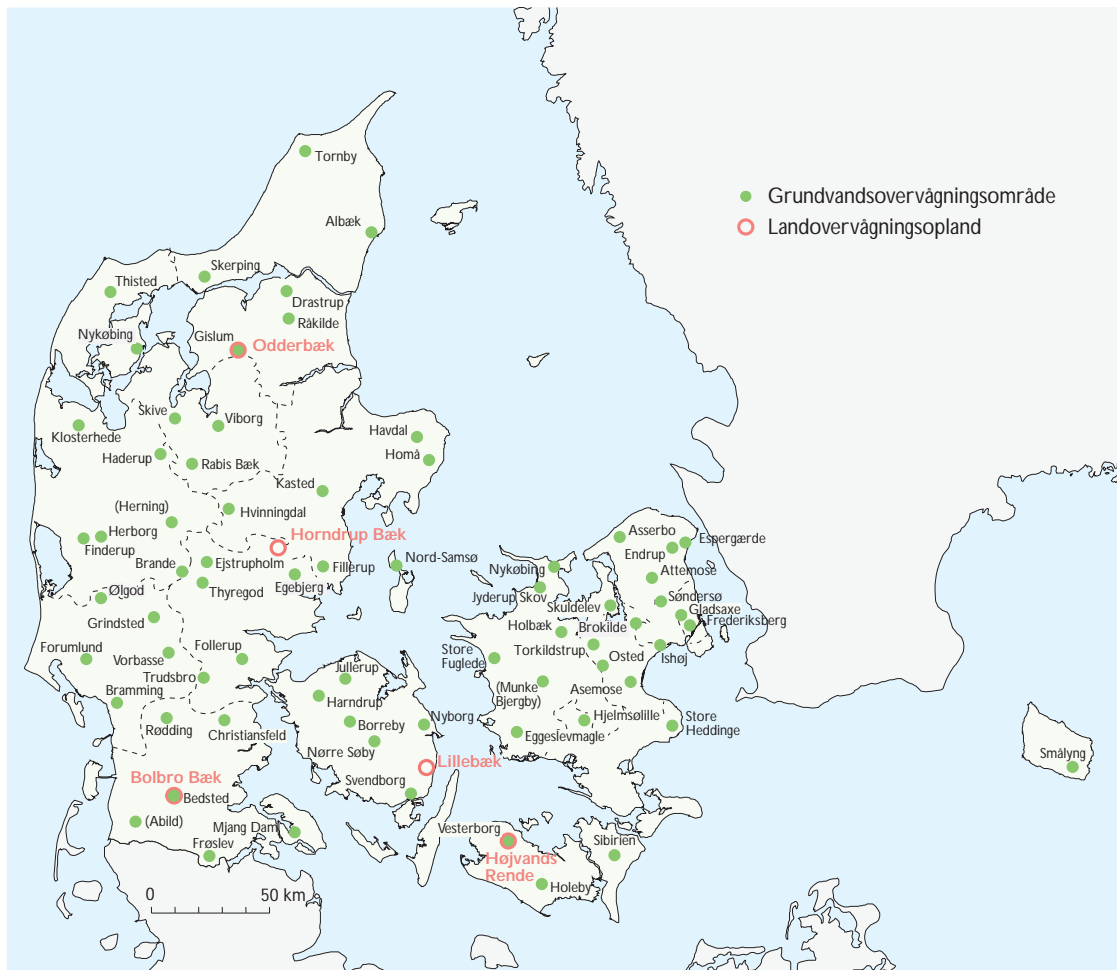 Tornby
Albæk
Grundvandsovervågningsområde
Landovervågningsopland
Skerping
Thisted
Drastrup
Råkilde
Nykøbing
Gislum
Odderbæk
Skive
Viborg
Klosterhede
Haderup
Rabis Bæk
Havdal
Homå
Kasted
(Herning)
Hvinningdal
Herborg
Finderup
Horndrup Bæk
Brande
Ejstrupholm
Fillerup
Egebjerg
Thyregod
Nord-Samsø
Ølgod
Grindsted
Forumlund
Vorbasse
Follerup
Trudsbro
Bramming
Rødding
Christiansfeld
Bolbro Bæk
Bedsted
(Abild)
Mjang Dam
Frøslev
0
50 km
Jullerup
Harndrup
Borreby
Nyborg
Nørre Søby
Lillebæk
Svendborg
Asserbo
Espergærde
Endrup
Nykøbing
Attemose
Jyderup Skov
Søndersø
Skuldelev
Gladsaxe
Frederiksberg
Holbæk
Brokilde
Torkildstrup
Ishøj
Store
Fuglede
Osted
(Munke
Bjergby)
Asemose
Hjelmsølille
Store
Heddinge
Eggeslevmagle
Smålyng
Vesterborg
Højvands
Rende
Sibirien
Holeby